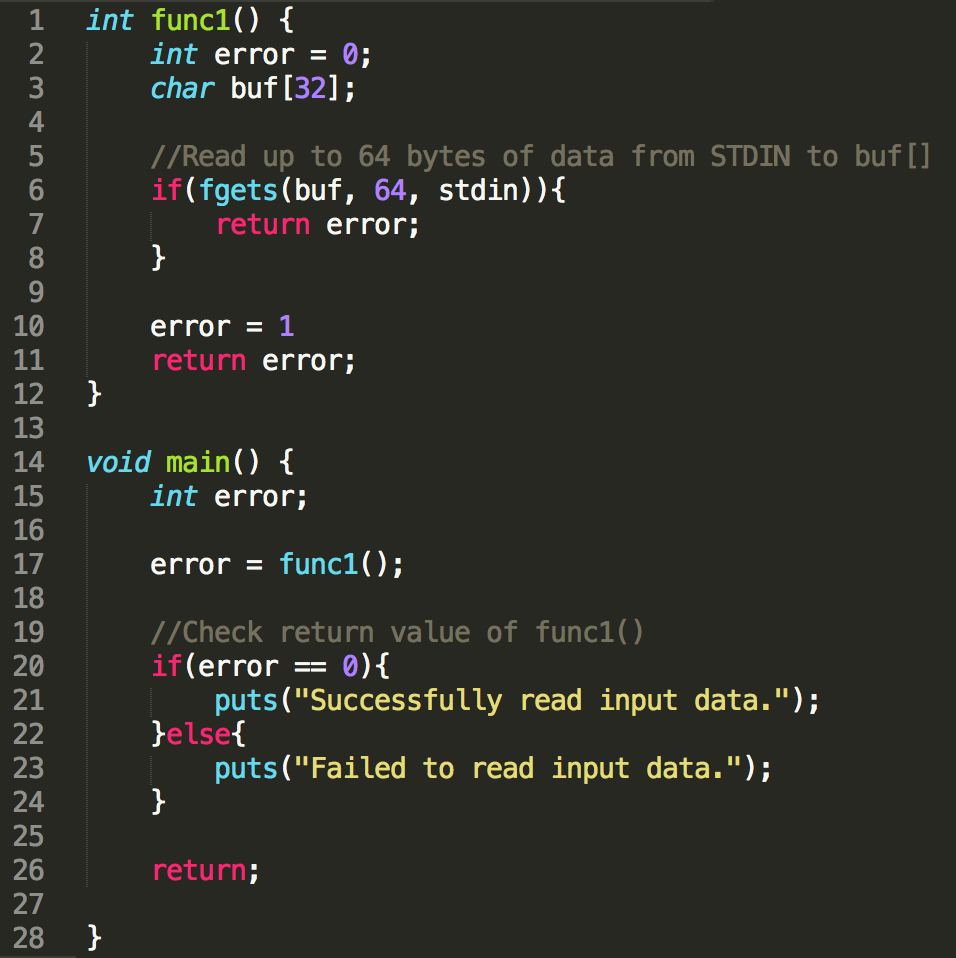 1 int func1() {
2 int error = 0;
3 char buf[32];
4
5 //Read up to 64 bytes of data from STDIN to buf[]
6 if(fgets(buf, 64, stdin)){
7 return error;
8 }
9
10 error = 1
11 return error;
12 }
13
14 void main() {
15 int error;
16
17 error = func1();
18
19 //Check return value of func1()
20 if(error == 0){
21 puts("Successfully read input data.");
22 }else{
23 puts("Failed to read input data.");
24 }
25
26 return;
27
28 }